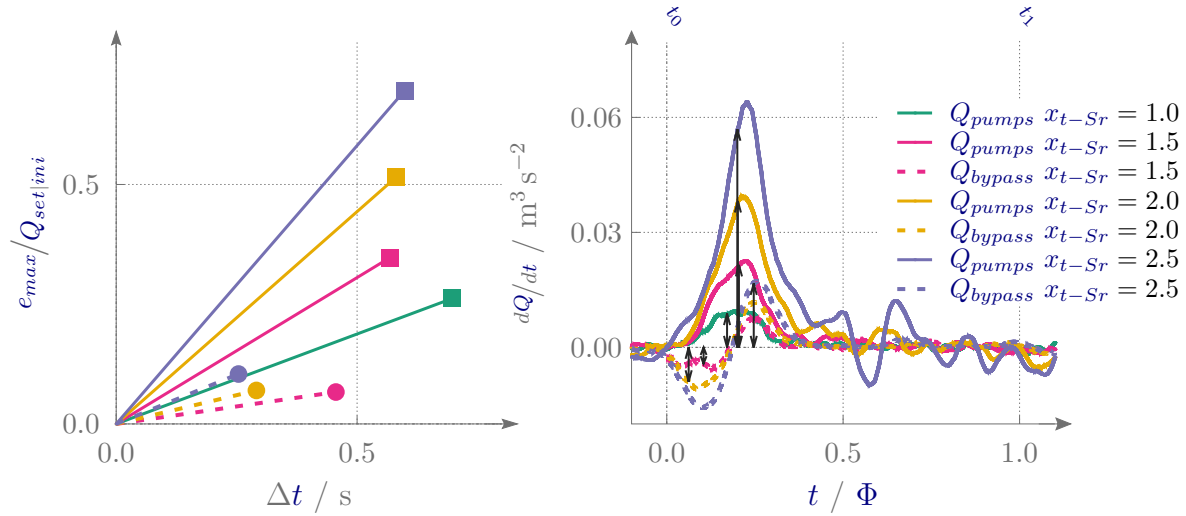 e_max/Q_set|ini
0.5
0.0
0.0 0.5
Δt / s
t_0 t_1
dQ/dt / m³ s⁻²
0.06
0.03
0.00
0.0 0.5 1.0
t / Φ
Q_pumps x_t−Sr = 1.0
Q_pumps x_t−Sr = 1.5
Q_bypass x_t−Sr = 1.5
Q_pumps x_t−Sr = 2.0
Q_bypass x_t−Sr = 2.0
Q_pumps x_t−Sr = 2.5
Q_bypass x_t−Sr = 2.5